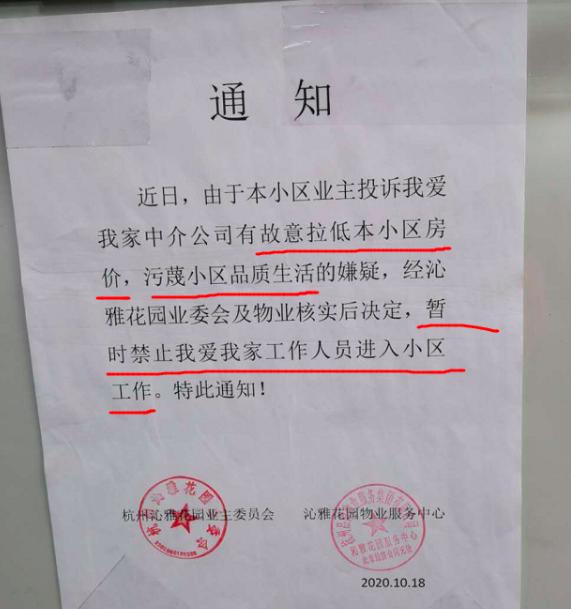 通 知
近日，由于本小区业主投诉我爱
我家中介公司有故意拉低本小区房
价，污蔑小区品质生活的嫌疑，经沁
雅花园业委会及物业核实后决定，暂
时禁止我爱我家工作人员进入小区
工作。特此通知！
杭州沁雅花园业主委员会 沁雅花园物业服务中心
2020.10.18